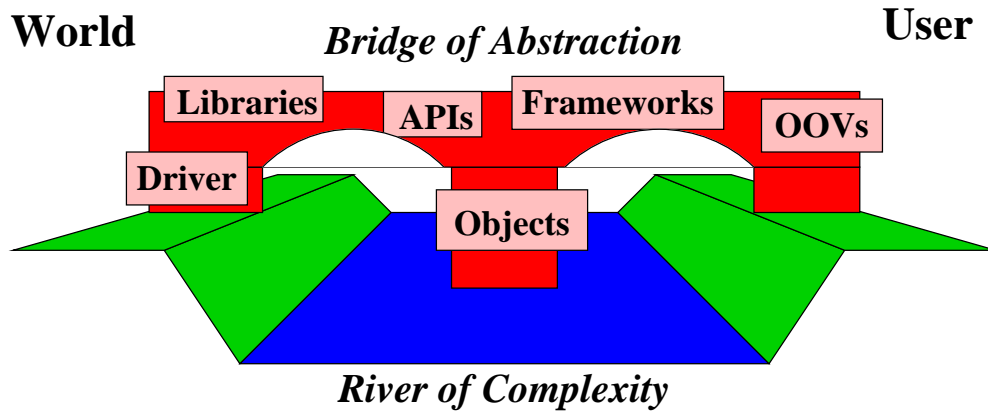 World
User
Bridge of Abstraction
Libraries
APIs
Frameworks
OOVs
Driver
Objects
River of Complexity